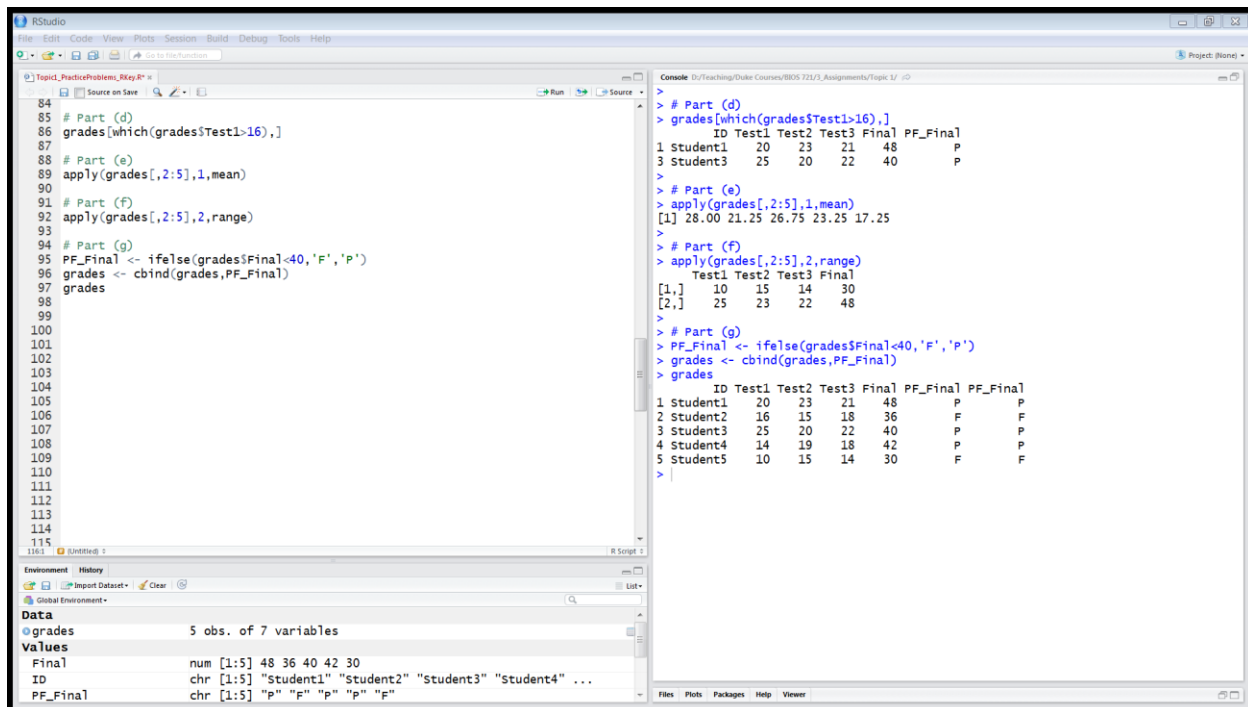 RStudio
File Edit Code View Plots Session Build Debug Tools Help
Go to file/function
Project: (None)
Topic1_PracticeProblems_RKey.R* ×
Source on Save
Run
Source
84
85 # Part (d)
86 grades[which(grades$Test1>16),]
87
88 # Part (e)
89 apply(grades[,2:5],1,mean)
90
91 # Part (f)
92 apply(grades[,2:5],2,range)
93
94 # Part (g)
95 PF_Final <- ifelse(grades$Final<40,'F','P')
96 grades <- cbind(grades,PF_Final)
97 grades
98
99
100
101
102
103
104
105
106
107
108
109
110
111
112
113
114
115
116:1 (Untitled) R Script
Environment History
Import Dataset Clear List
Global Environment
Data
grades 5 obs. of 7 variables
Values
Final num [1:5] 48 36 40 42 30
ID chr [1:5] "Student1" "Student2" "Student3" "Student4" ...
PF_Final chr [1:5] "P" "F" "P" "P" "F"
Console D:/Teaching/Duke Courses/BIOS 721/3_Assignments/Topic 1/
>
> # Part (d)
> grades[which(grades$Test1>16),]
ID Test1 Test2 Test3 Final PF_Final
1 Student1 20 23 21 48 P
3 Student3 25 20 22 40 P
>
> # Part (e)
> apply(grades[,2:5],1,mean)
[1] 28.00 21.25 26.75 23.25 17.25
>
> # Part (f)
> apply(grades[,2:5],2,range)
Test1 Test2 Test3 Final
[1,] 10 15 14 30
[2,] 25 23 22 48
>
> # Part (g)
> PF_Final <- ifelse(grades$Final<40,'F','P')
> grades <- cbind(grades,PF_Final)
> grades
ID Test1 Test2 Test3 Final PF_Final PF_Final
1 Student1 20 23 21 48 P P
2 Student2 16 15 18 36 F F
3 Student3 25 20 22 40 P P
4 Student4 14 19 18 42 P P
5 Student5 10 15 14 30 F F
>
Files Plots Packages Help Viewer